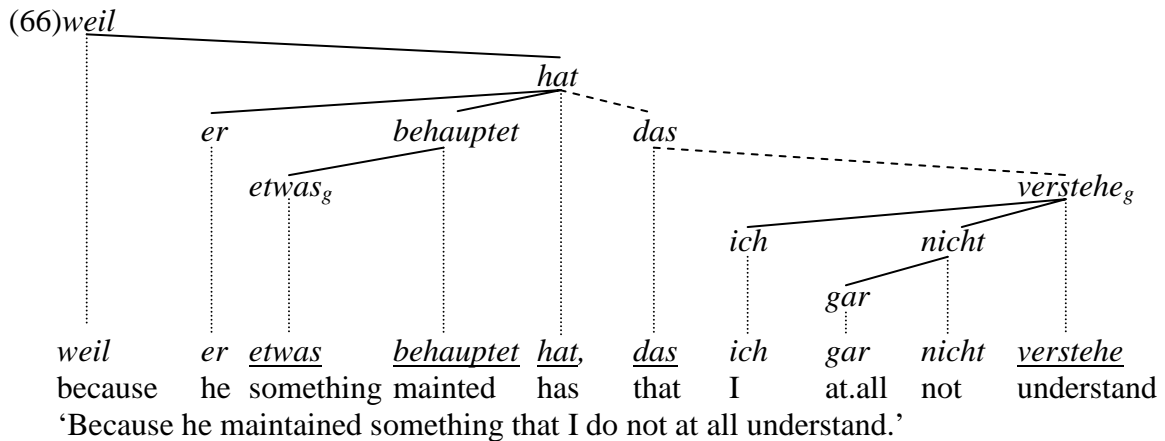 (66)weil
hat
er behauptet das
etwasg versteheg
ich nicht
gar
weil er etwas behauptet hat, das ich gar nicht verstehe
because he something mainted has that I at.all not understand
‘Because he maintained something that I do not at all understand.’